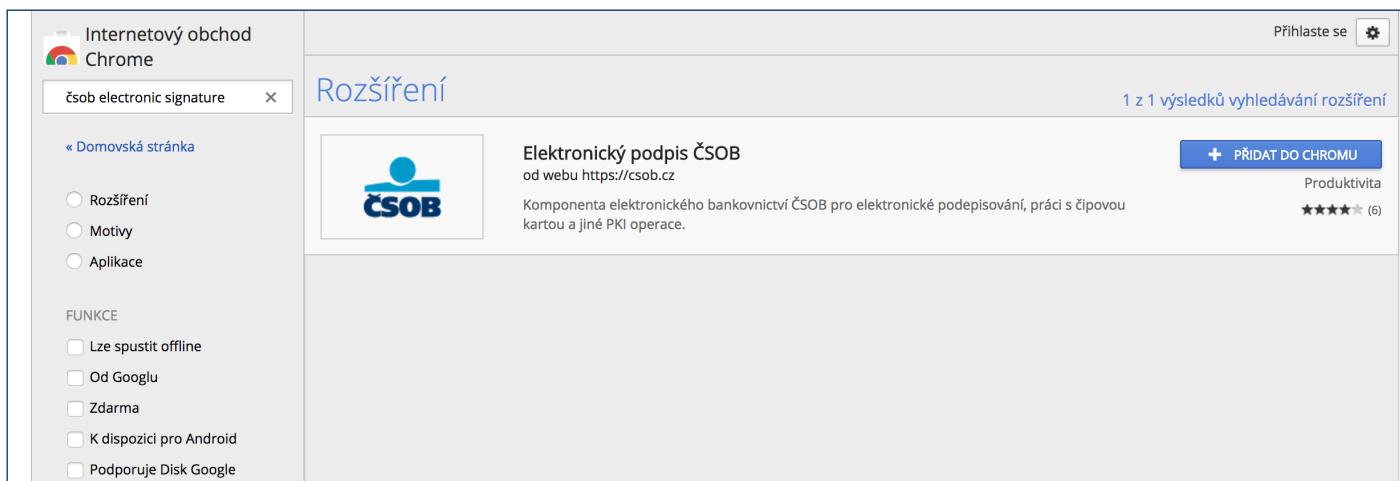 Internetový obchod
Chrome
čsob electronic signature
« Domovská stránka
Rozšíření
Motivy
Aplikace
FUNKCE
Lze spustit offline
Od Googlu
Zdarma
K dispozici pro Android
Podporuje Disk Google
Přihlaste se
Rozšíření
1 z 1 výsledků vyhledávání rozšíření
ČSOB
Elektronický podpis ČSOB
od webu https://csob.cz
Komponenta elektronického bankovnictví ČSOB pro elektronické podepisování, práci s čipovou
kartou a jiné PKI operace.
PŘIDAT DO CHROMU
Produktivita
(6)